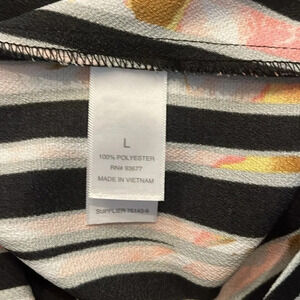 L
100% POLYESTER
RN# 93677
MADE IN VIETNAM